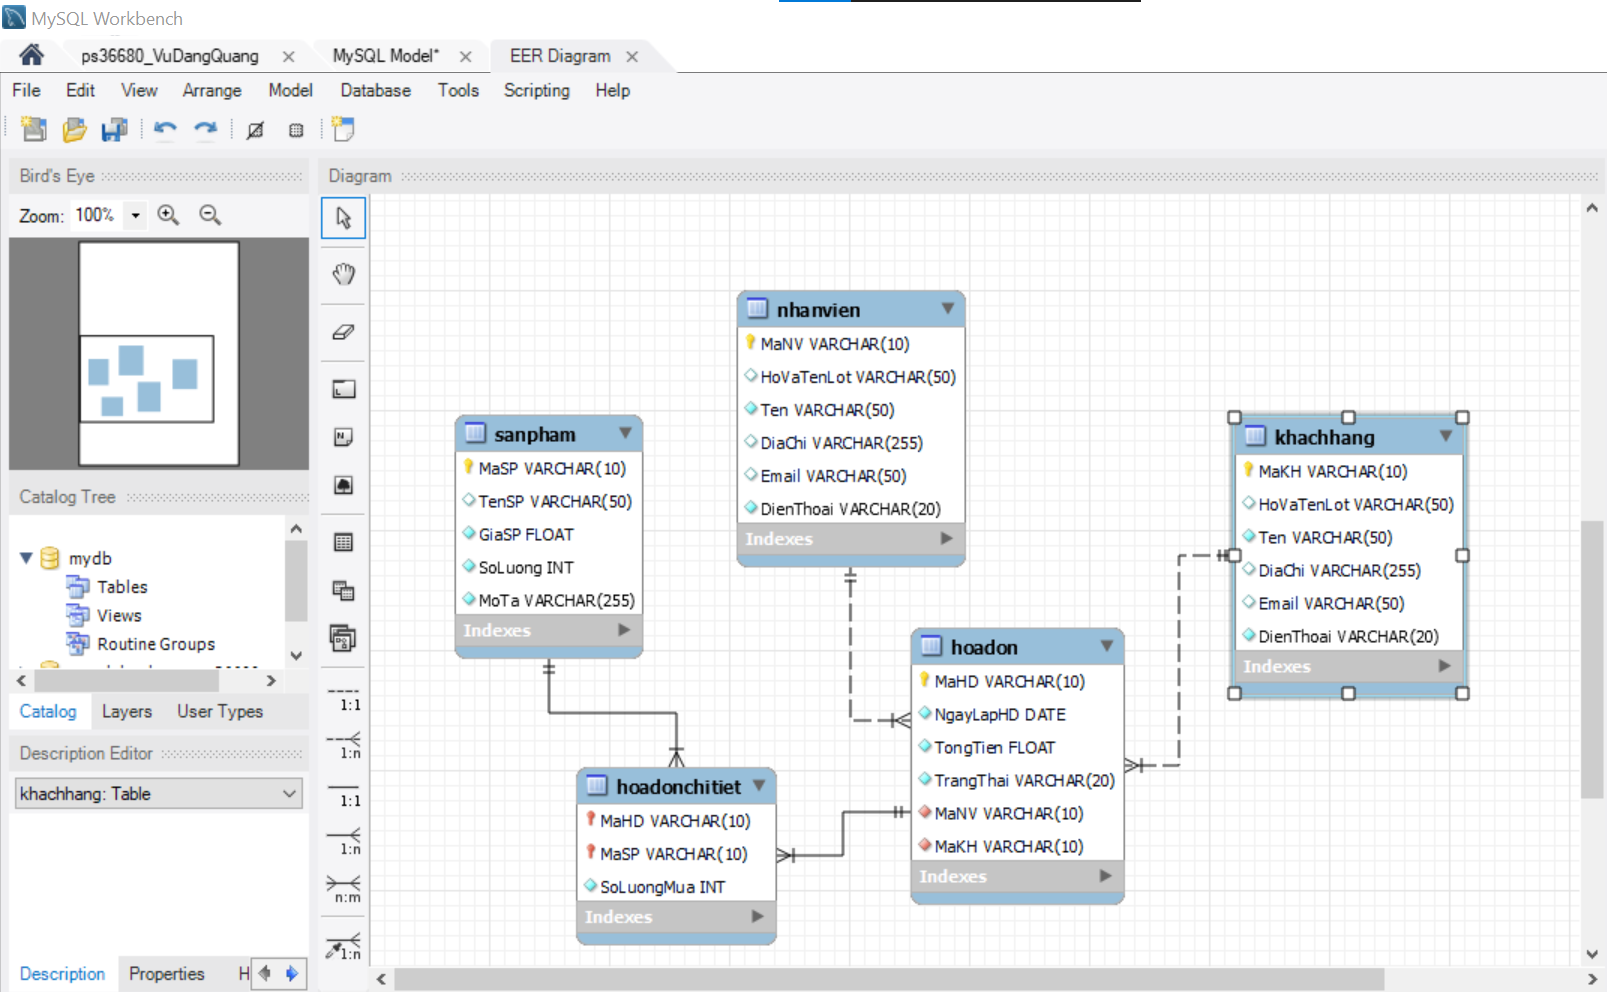 MySQL Workbench
ps36680_VuDangQuang
MySQL Model*
EER Diagram
File Edit View Arrange Model Database Tools Scripting Help
Bird's Eye
Zoom: 100%
Catalog Tree
mydb
Tables
Views
Routine Groups
Catalog Layers User Types
Description Editor
khachhang: Table
Description Properties H
Diagram
1:1
1:n
1:1
1:n
n:m
1:n
nhanvien
MaNV VARCHAR(10)
HoVaTenLot VARCHAR(50)
Ten VARCHAR(50)
DiaChi VARCHAR(255)
Email VARCHAR(50)
DienThoai VARCHAR(20)
Indexes
sanpham
MaSP VARCHAR(10)
TenSP VARCHAR(50)
GiaSP FLOAT
SoLuong INT
MoTa VARCHAR(255)
Indexes
khachhang
MaKH VARCHAR(10)
HoVaTenLot VARCHAR(50)
Ten VARCHAR(50)
DiaChi VARCHAR(255)
Email VARCHAR(50)
DienThoai VARCHAR(20)
Indexes
hoadon
MaHD VARCHAR(10)
NgayLapHD DATE
TongTien FLOAT
TrangThai VARCHAR(20)
MaNV VARCHAR(10)
MaKH VARCHAR(10)
Indexes
hoadonchitiet
MaHD VARCHAR(10)
MaSP VARCHAR(10)
SoLuongMua INT
Indexes